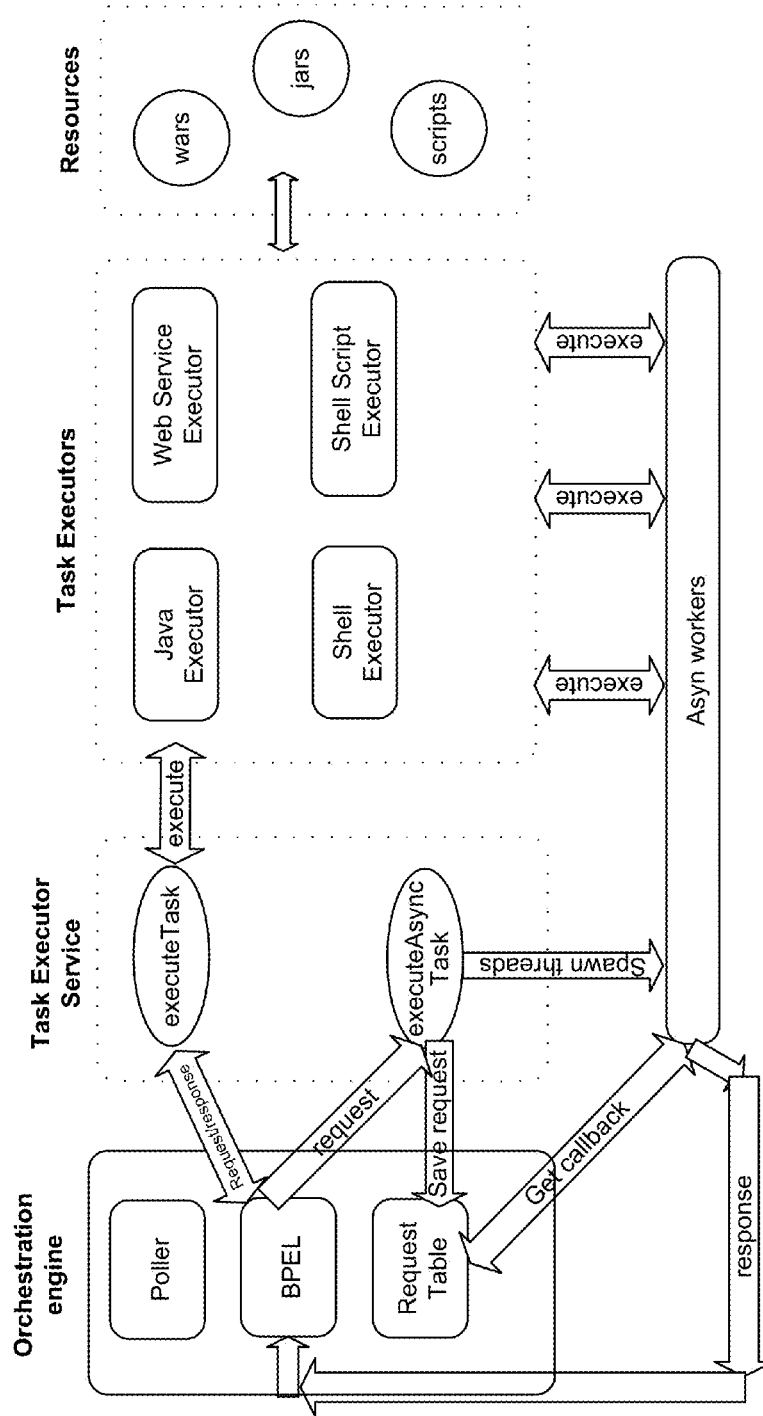 Orchestration
engine
Poller
BPEL
Request
Table
Task Executor
Service
executeTask
executeAsync
Task
Request/response
request
Save request
Get callback
Spawn threads
execute
Task Executors
Java
Executor
Web Service
Executor
Shell
Executor
Shell Script
Executor
Resources
wars
jars
scripts
execute
execute
execute
Asyn workers
response